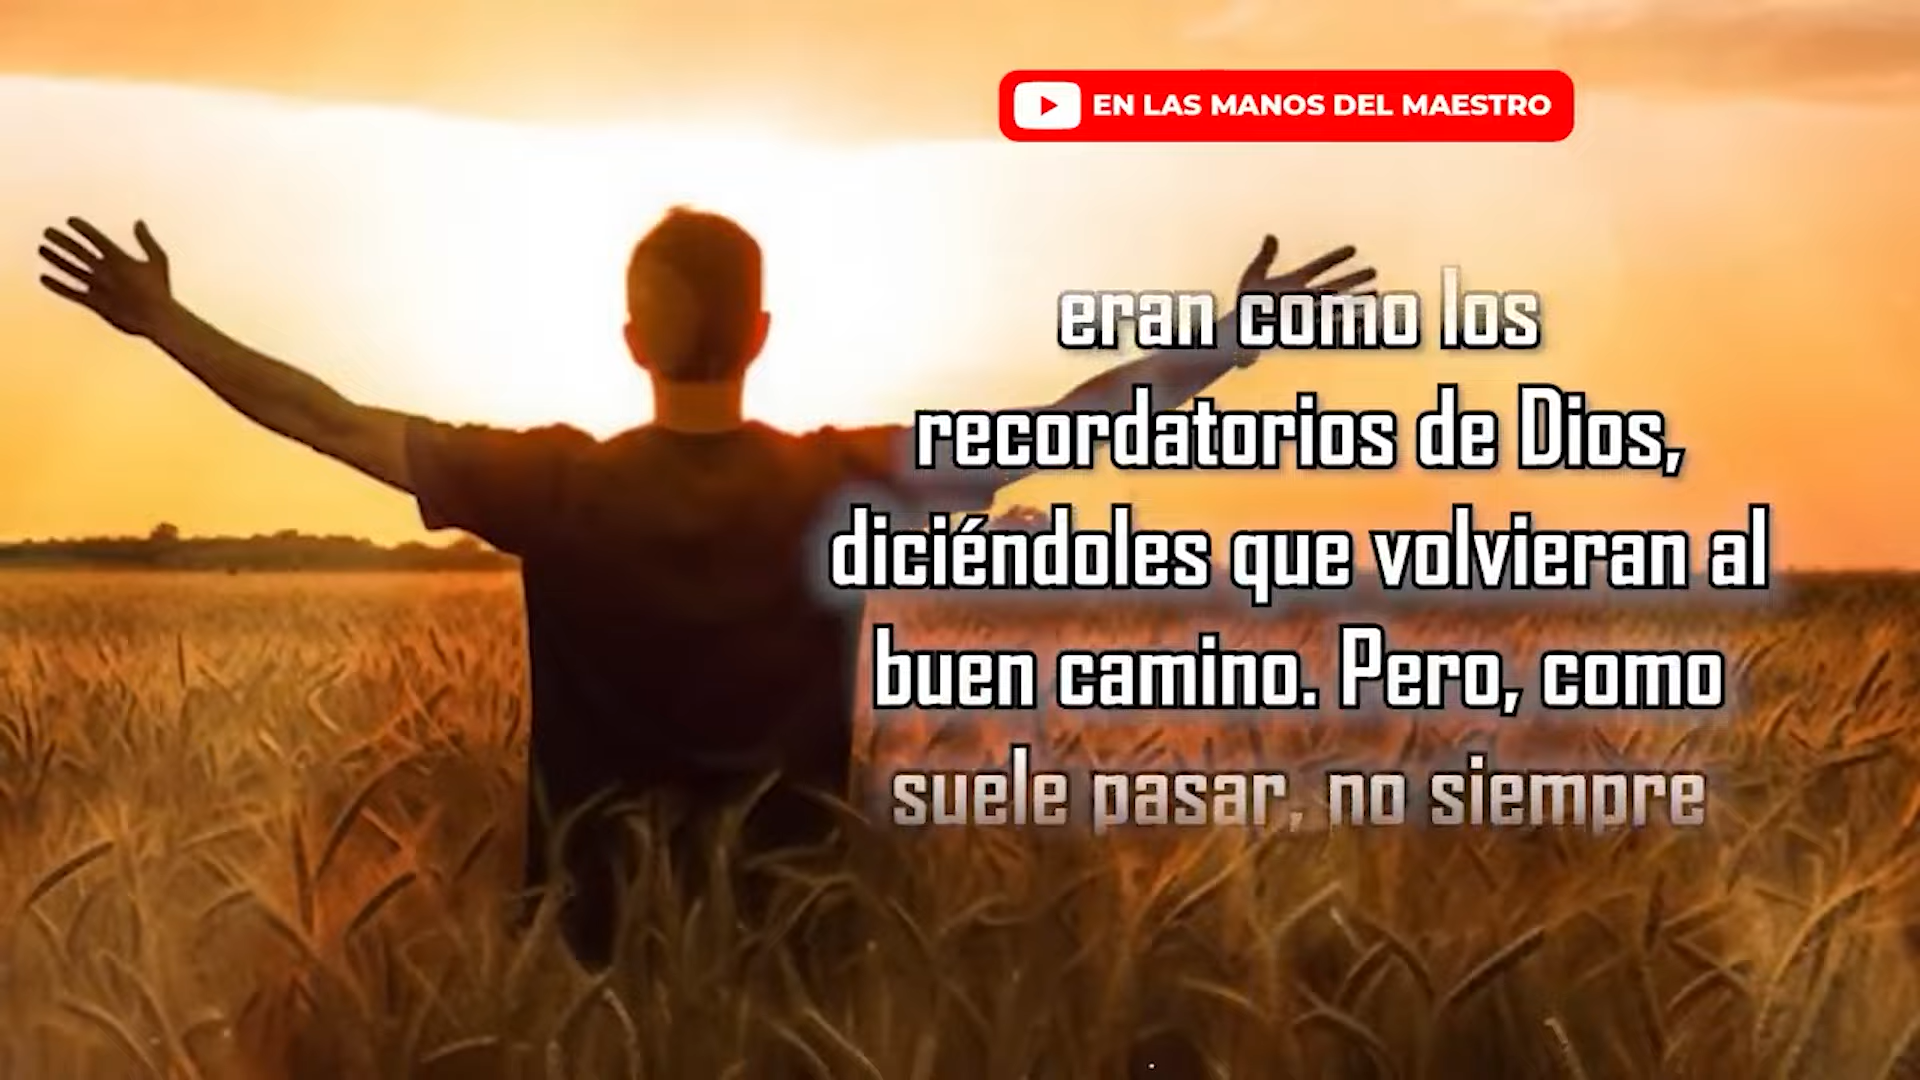 EN LAS MANOS DEL MAESTRO
eran como los
recordatorios de Dios,
diciéndoles que volvieran al
buen camino. Pero, como
suele pasar, no siempre